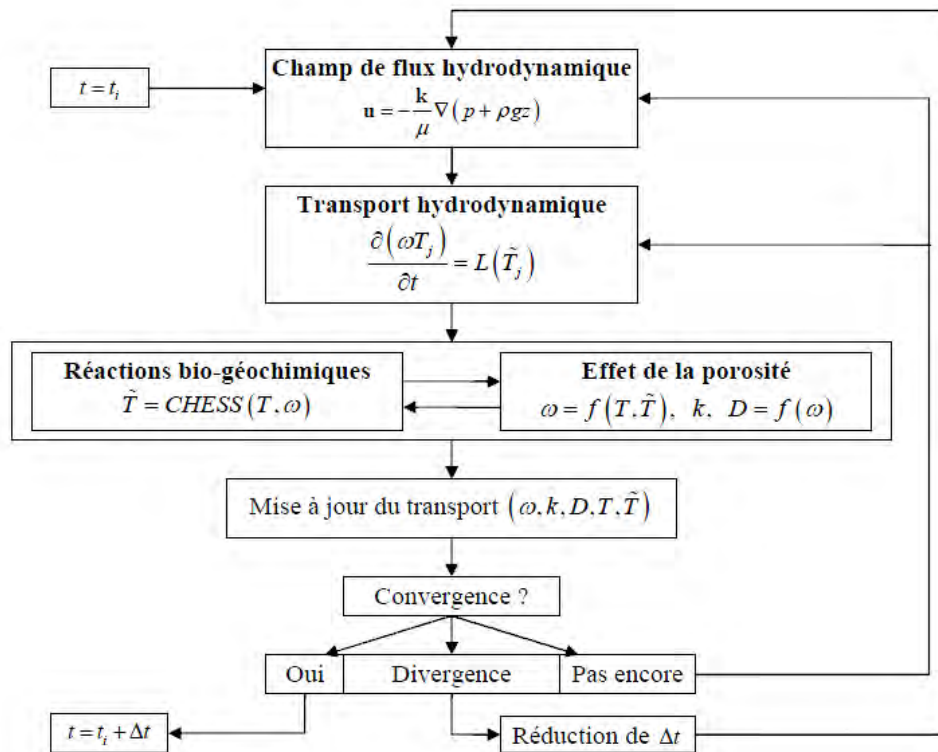 Champ de flux hydrodynamique
t = t_i
u = −k/μ ∇(p + ρgz)
Transport hydrodynamique
∂(ωT_j)/∂t = L(T̃_j)
Réactions bio-géochimiques
T̃ = CHESS(T, ω)
Effet de la porosité
ω = f(T, T̃), k, D = f(ω)
Mise à jour du transport (ω, k, D, T, T̃)
Convergence ?
Oui
Divergence
Pas encore
t = t_i + Δt
Réduction de Δt